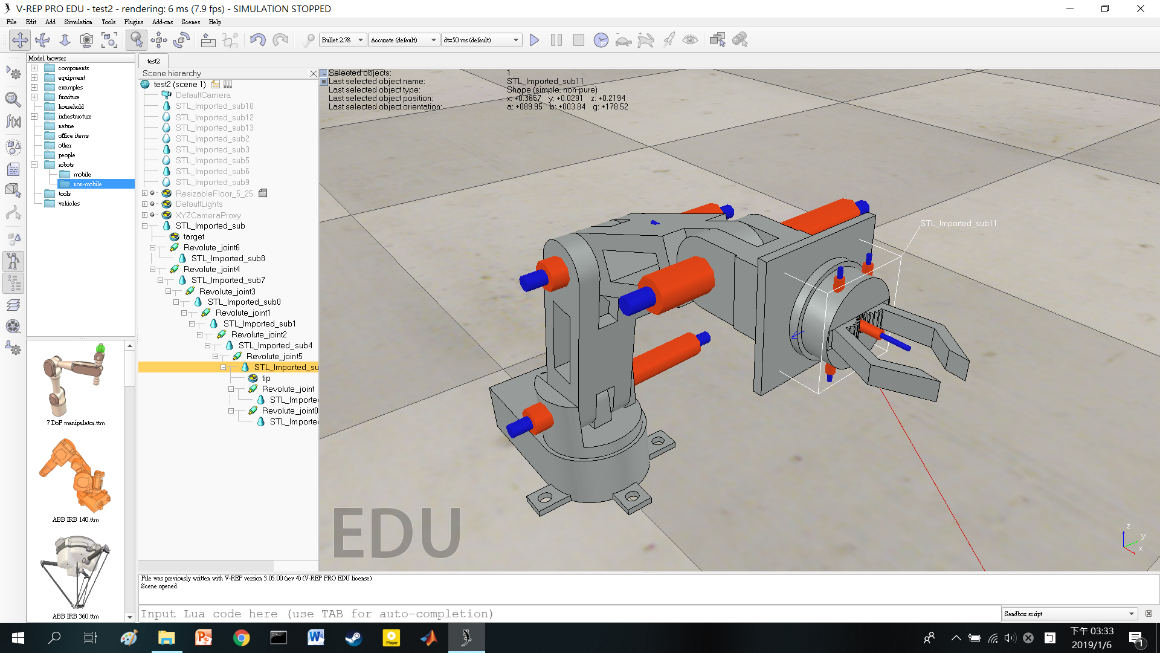 V-REP PRO EDU - test2 - rendering: 6 ms (7.9 fps) - SIMULATION STOPPED
File Edit Add Simulation Tools Plugins Add-ons Scenes Help
Bullet 2.78 Accurate (default) dt=50 ms (default)
Model browser
components
equipment
examples
furniture
household
infrastructure
nature
office items
other
people
robots
mobile
non-mobile
tools
vehicles
7 DoF manipulator.ttm
ABB IRB 140.ttm
ABB IRB 360.ttm
test2
Scene hierarchy
test2 (scene 1)
DefaultCamera
STL_Imported_sub10
STL_Imported_sub12
STL_Imported_sub13
STL_Imported_sub2
STL_Imported_sub3
STL_Imported_sub5
STL_Imported_sub6
STL_Imported_sub9
ResizableFloor_5_25
DefaultLights
XYZCameraProxy
STL_Imported_sub
target
Revolute_joint6
STL_Imported_sub8
Revolute_joint4
STL_Imported_sub7
Revolute_joint3
STL_Imported_sub0
Revolute_joint1
STL_Imported_sub1
Revolute_joint2
STL_Imported_sub4
Revolute_joint5
STL_Imported_su
tip
Revolute_joint
STL_Importe
Revolute_joint0
STL_Importe
Selected objects: 1
Last selected object name: STL_Imported_sub11
Last selected object type: Shape (simple, non-pure)
Last selected object position: x: +0.3657 y: +0.0291 z: +0.2194
Last selected object orientation: a: +089.95 b: +003.84 g: +178.52
STL_Imported_sub11
EDU
z
y
x
File was previously written with V-REP version 3.05.00 (rev 4) (V-REP PRO EDU license)
Scene opened.
Input Lua code here (use TAB for auto-completion)
Sandbox script
下午 03:33
2019/1/6
1